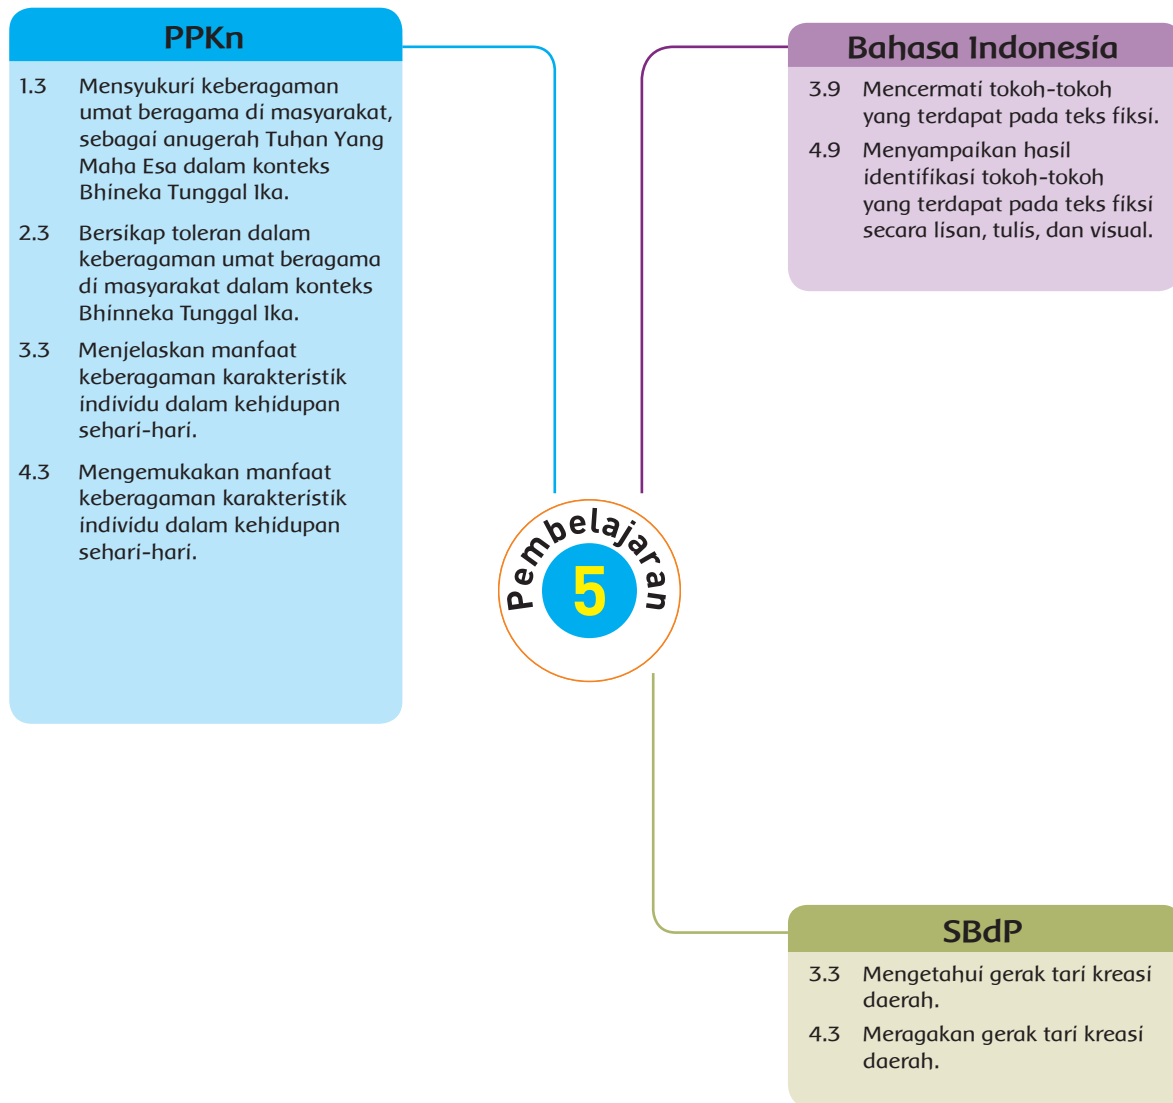 PPKn
1.3 Mensyukuri keberagaman
umat beragama di masyarakat,
sebagai anugerah Tuhan Yang
Maha Esa dalam konteks
Bhineka Tunggal Ika.
2.3 Bersikap toleran dalam
keberagaman umat beragama
di masyarakat dalam konteks
Bhinneka Tunggal Ika.
3.3 Menjelaskan manfaat
keberagaman karakteristik
individu dalam kehidupan
sehari-hari.
4.3 Mengemukakan manfaat
keberagaman karakteristik
individu dalam kehidupan
sehari-hari.
Bahasa Indonesia
3.9 Mencermati tokoh-tokoh
yang terdapat pada teks fiksi.
4.9 Menyampaikan hasil
identifikasi tokoh-tokoh
yang terdapat pada teks fiksi
secara lisan, tulis, dan visual.
Pembelajaran
5
SBdP
3.3 Mengetahui gerak tari kreasi
daerah.
4.3 Meragakan gerak tari kreasi
daerah.